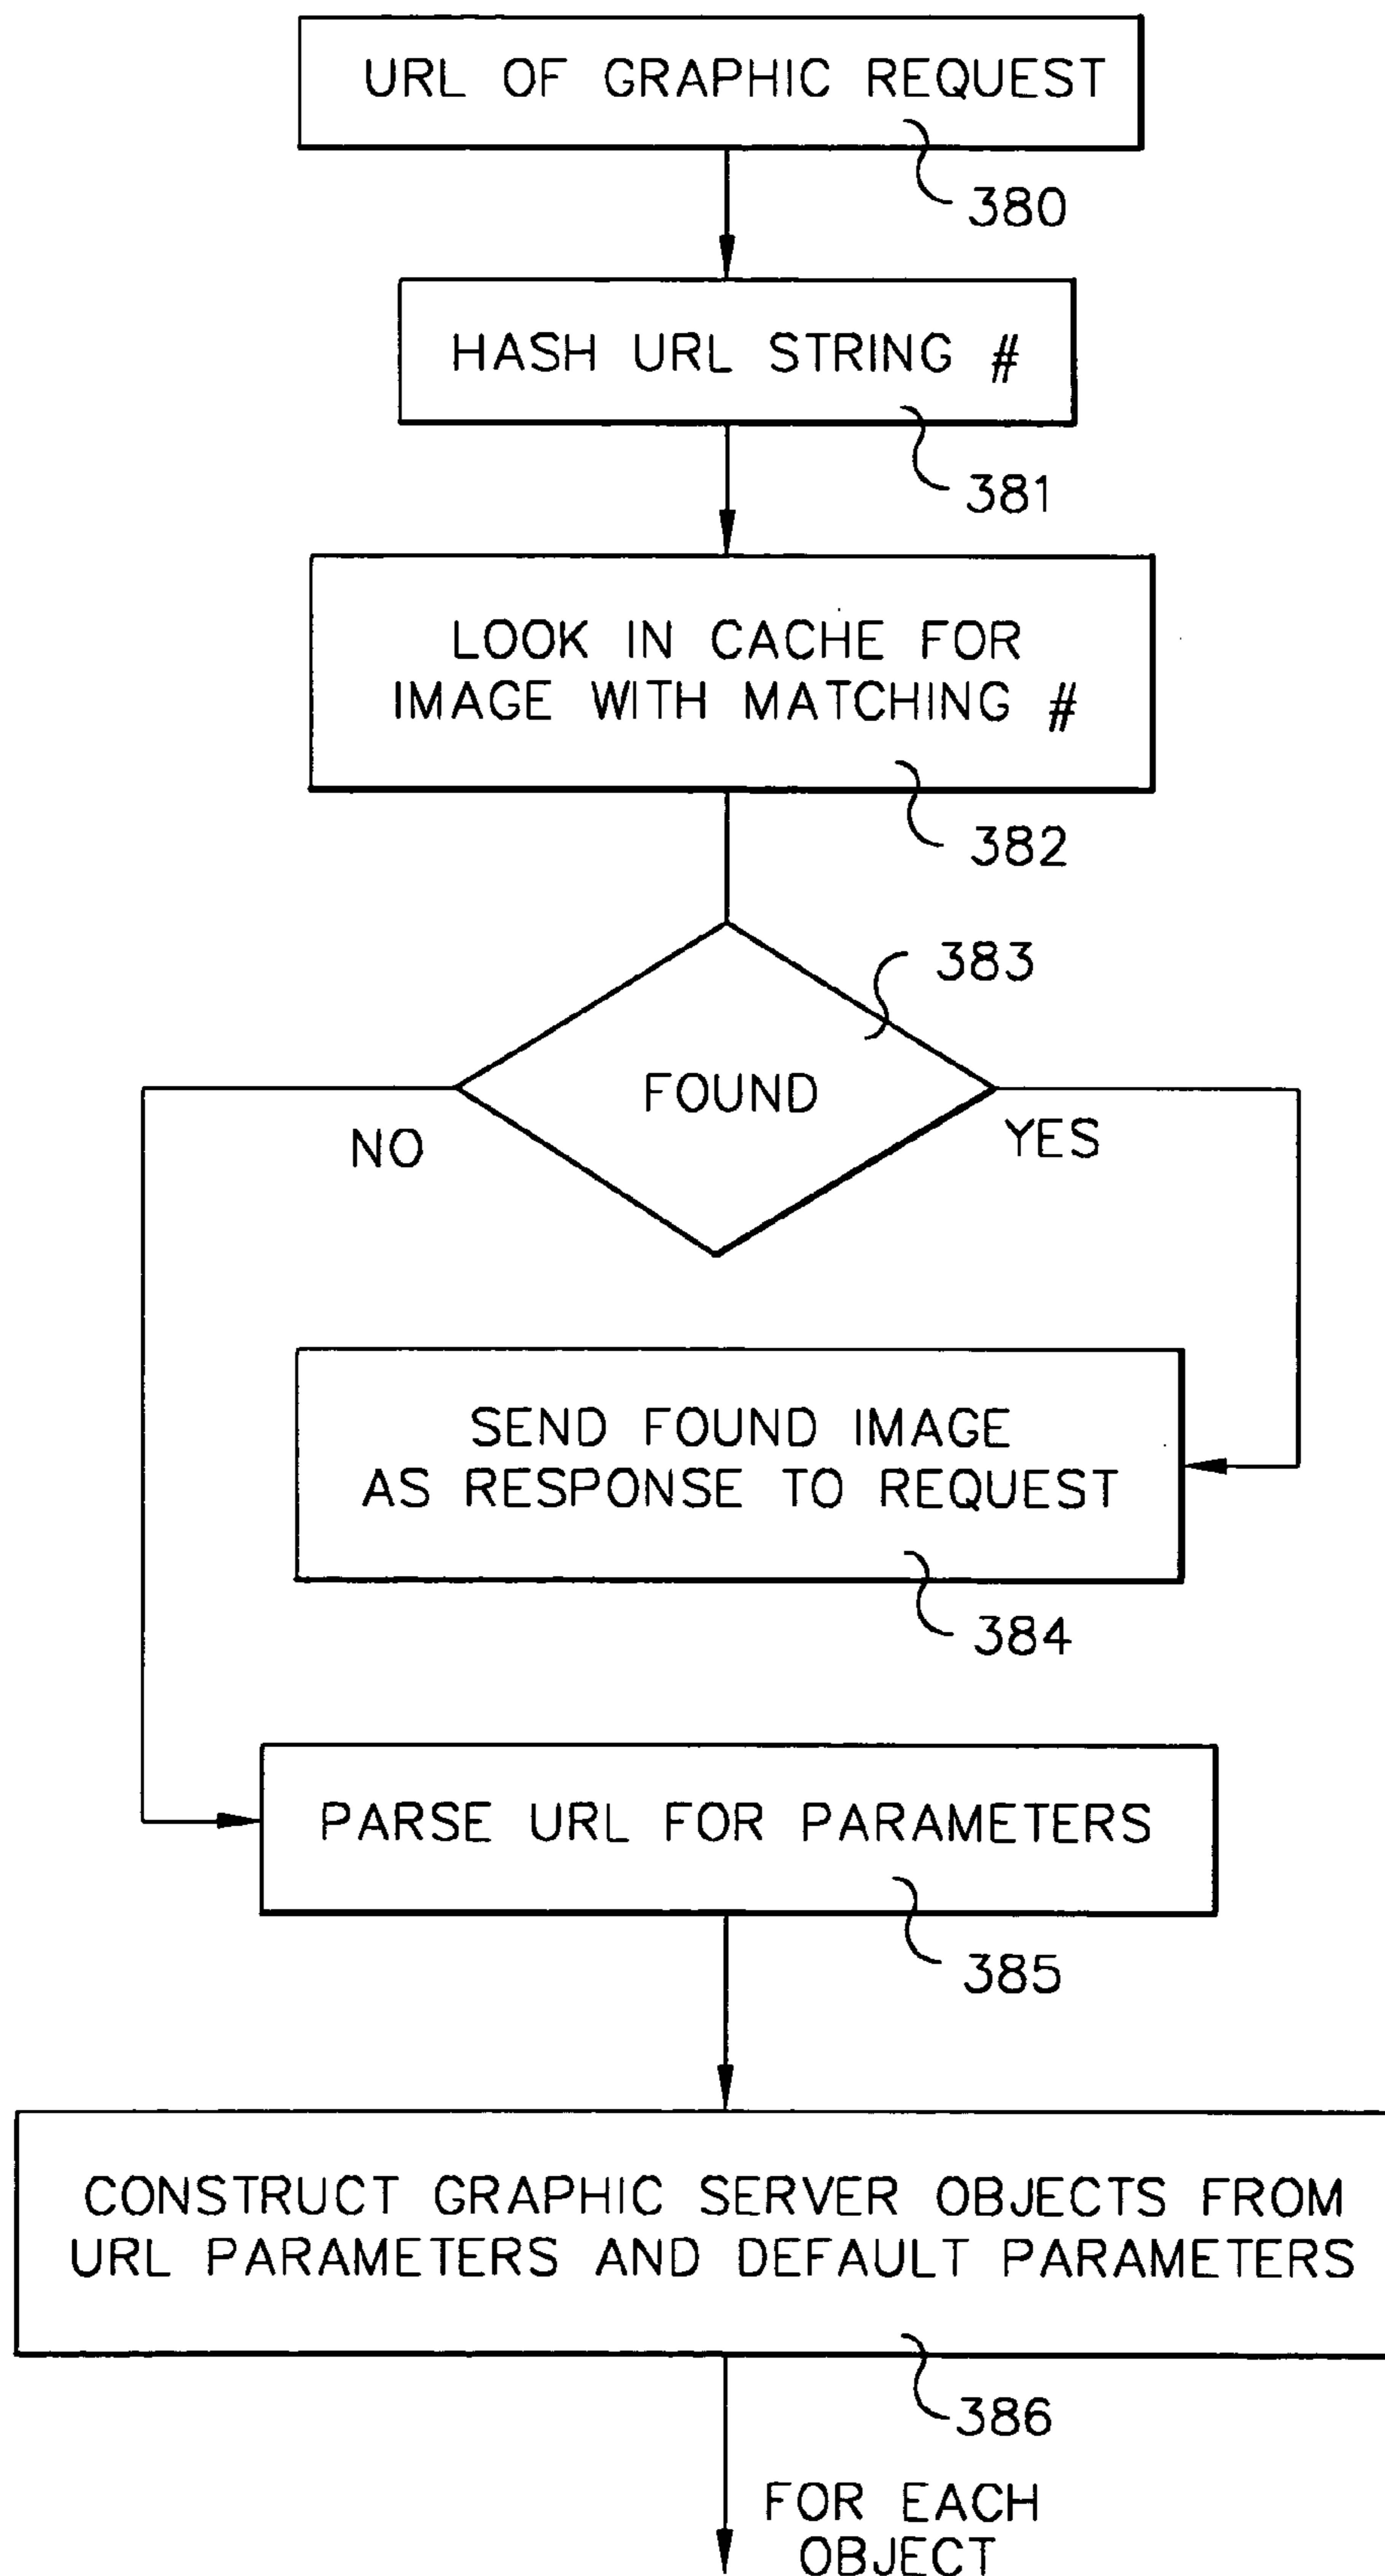 URL OF GRAPHIC REQUEST
380
HASH URL STRING #
381
LOOK IN CACHE FOR
IMAGE WITH MATCHING #
382
383
FOUND
NO
YES
SEND FOUND IMAGE
AS RESPONSE TO REQUEST
384
PARSE URL FOR PARAMETERS
385
CONSTRUCT GRAPHIC SERVER OBJECTS FROM
URL PARAMETERS AND DEFAULT PARAMETERS
386
FOR EACH
OBJECT